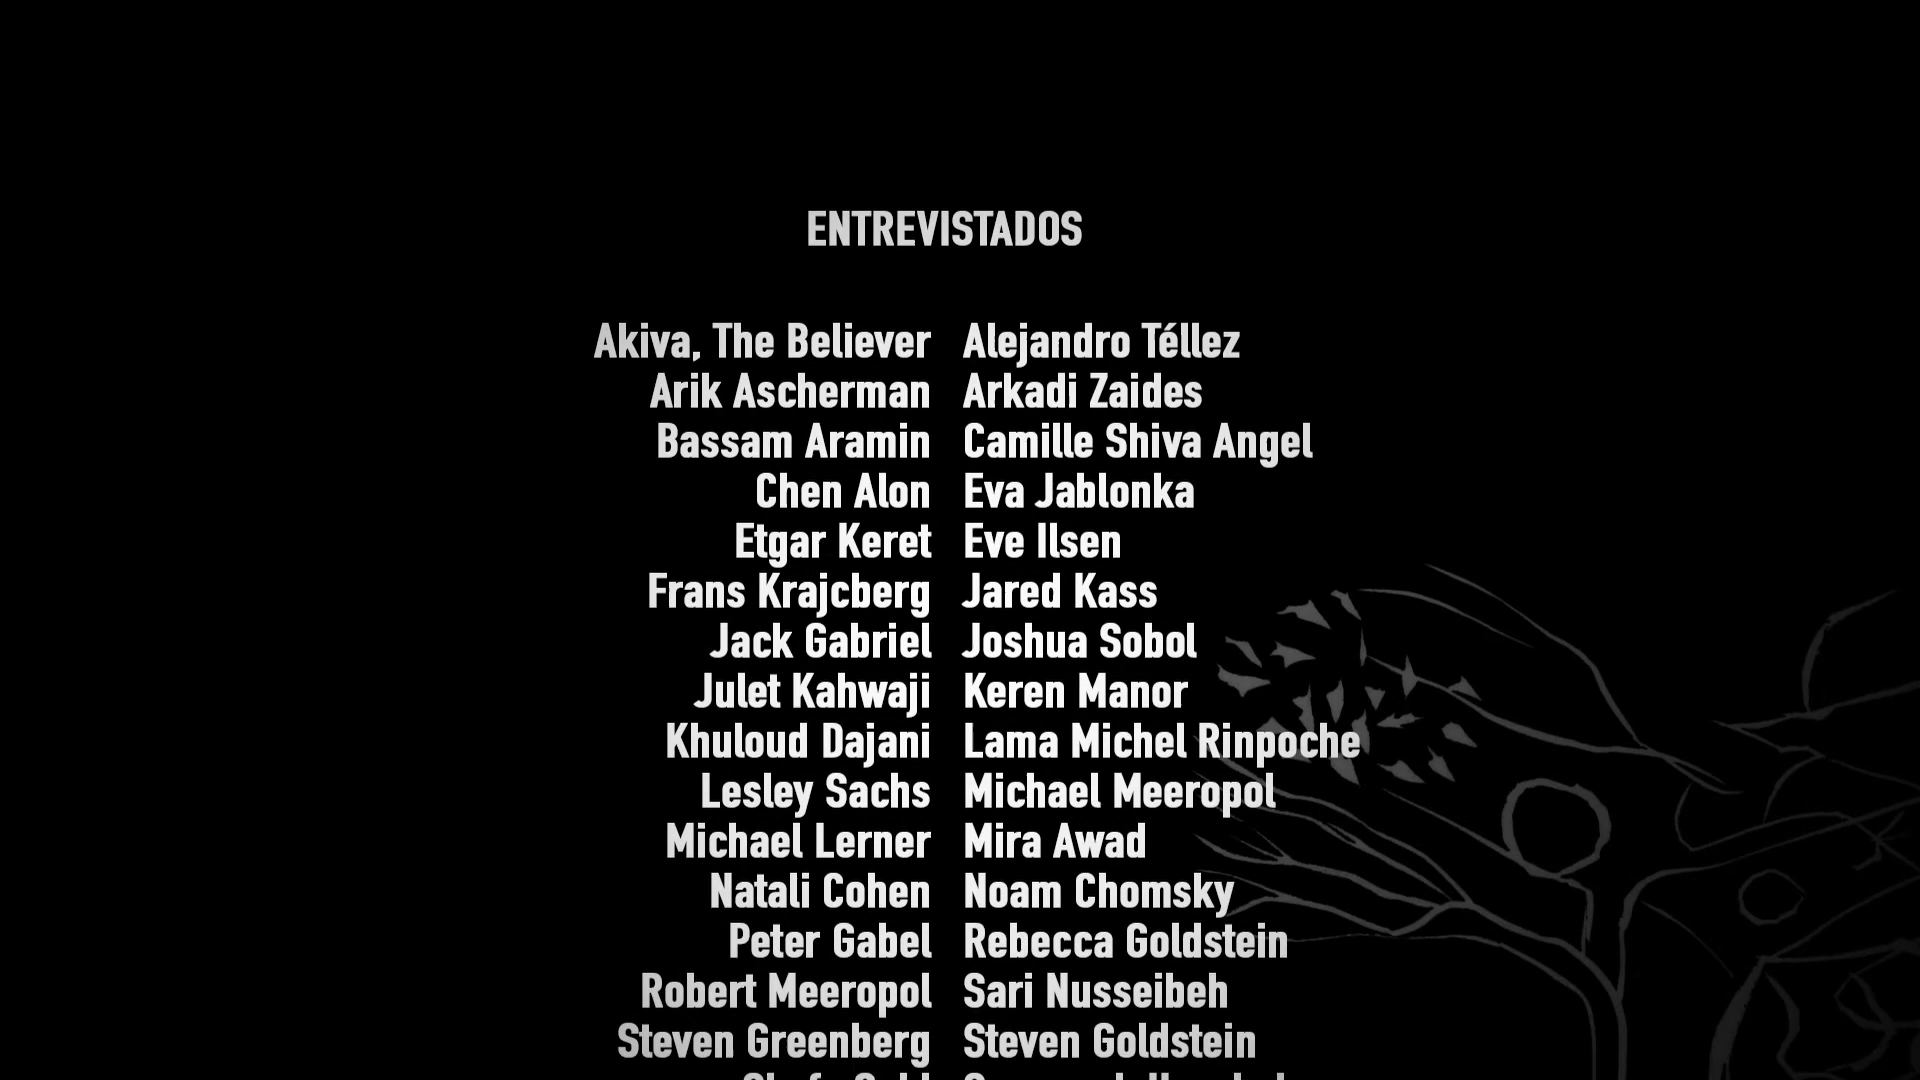 ENTREVISTADOS
Akiva, The Believer Alejandro Téllez
Arik Ascherman Arkadi Zaides
Bassam Aramin Camille Shiva Angel
Chen Alon Eva Jablonka
Etgar Keret Eve Ilsen
Frans Krajcberg Jared Kass
Jack Gabriel Joshua Sobol
Julet Kahwaji Keren Manor
Khuloud Dajani Lama Michel Rinpoche
Lesley Sachs Michael Meeropol
Michael Lerner Mira Awad
Natali Cohen Noam Chomsky
Peter Gabel Rebecca Goldstein
Robert Meeropol Sari Nusseibeh
Steven Greenberg Steven Goldstein